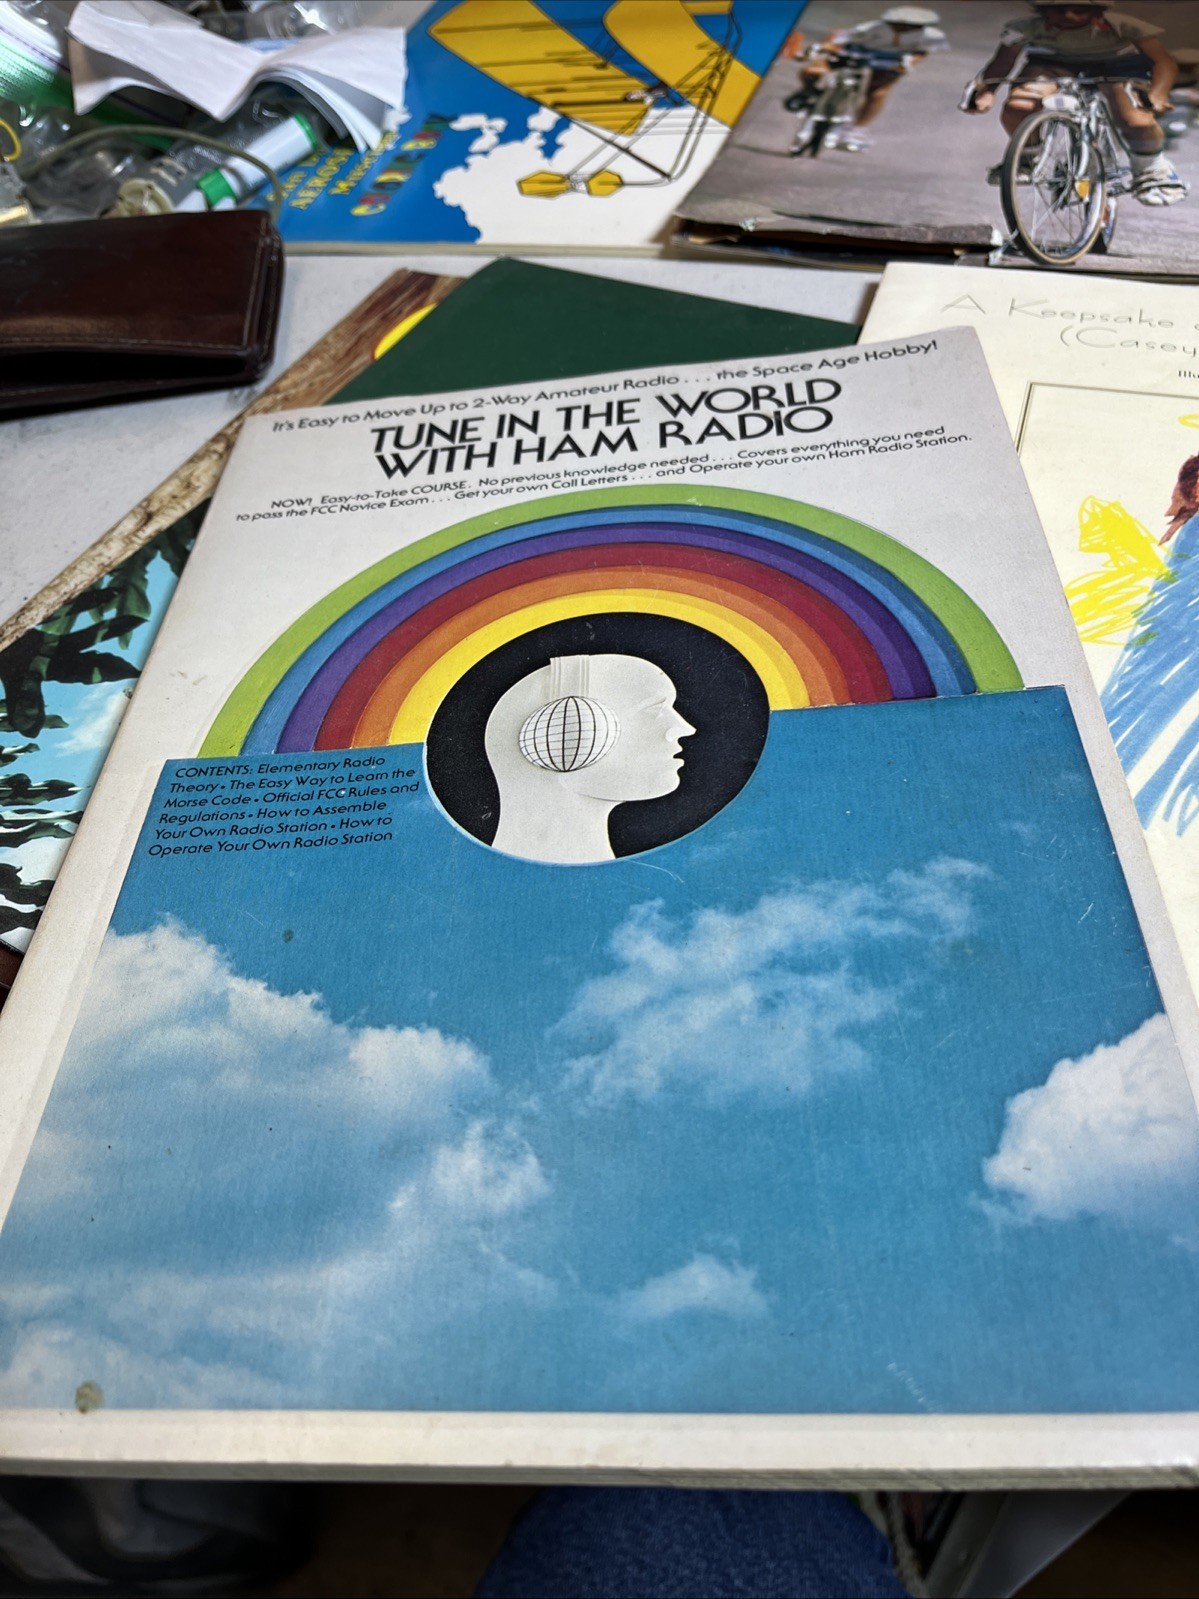 AEROSP
Museum
A Keepsake
(Casey
Illu
It's Easy to Move Up to 2-Way Amateur Radio . . . the Space Age Hobby!
TUNE IN THE WORLD
WITH HAM RADIO
NOW! Easy-to-Take COURSE. No previous knowledge needed . . . Covers everything you need
to pass the FCC Novice Exam . . . Get your own Call Letters . . . and Operate your own Ham Radio Station.
CONTENTS: Elementary Radio
Theory • The Easy Way to Learn the
Morse Code • Official FCC Rules and
Regulations • How to Assemble
Your Own Radio Station • How to
Operate Your Own Radio Station